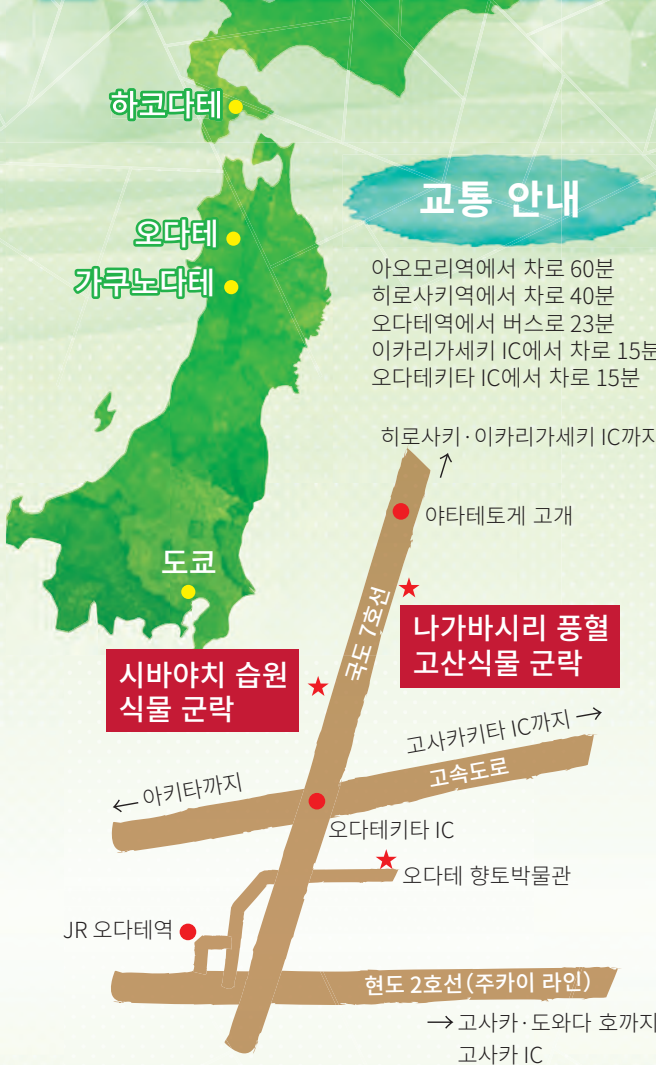 하코다테
오다테
가쿠노다테
도쿄
교통 안내
아오모리역에서 차로 60분
히로사키역에서 차로 40분
오다테역에서 버스로 23분
이카리가세키 IC에서 차로 15분
오다테키타 IC에서 차로 15분
히로사키·이카리가세키 IC까지
↑
야타테토게 고개
국도 7호선
나가바시리 풍혈
고산식물 군락
시바야치 습원
식물 군락
고사카키타 IC까지 →
고속도로
← 아키타까지
오다테키타 IC
오다테 향토박물관
JR 오다테역
현도 2호선(주카이 라인)
→ 고사카·도와다 호까지
고사카 IC